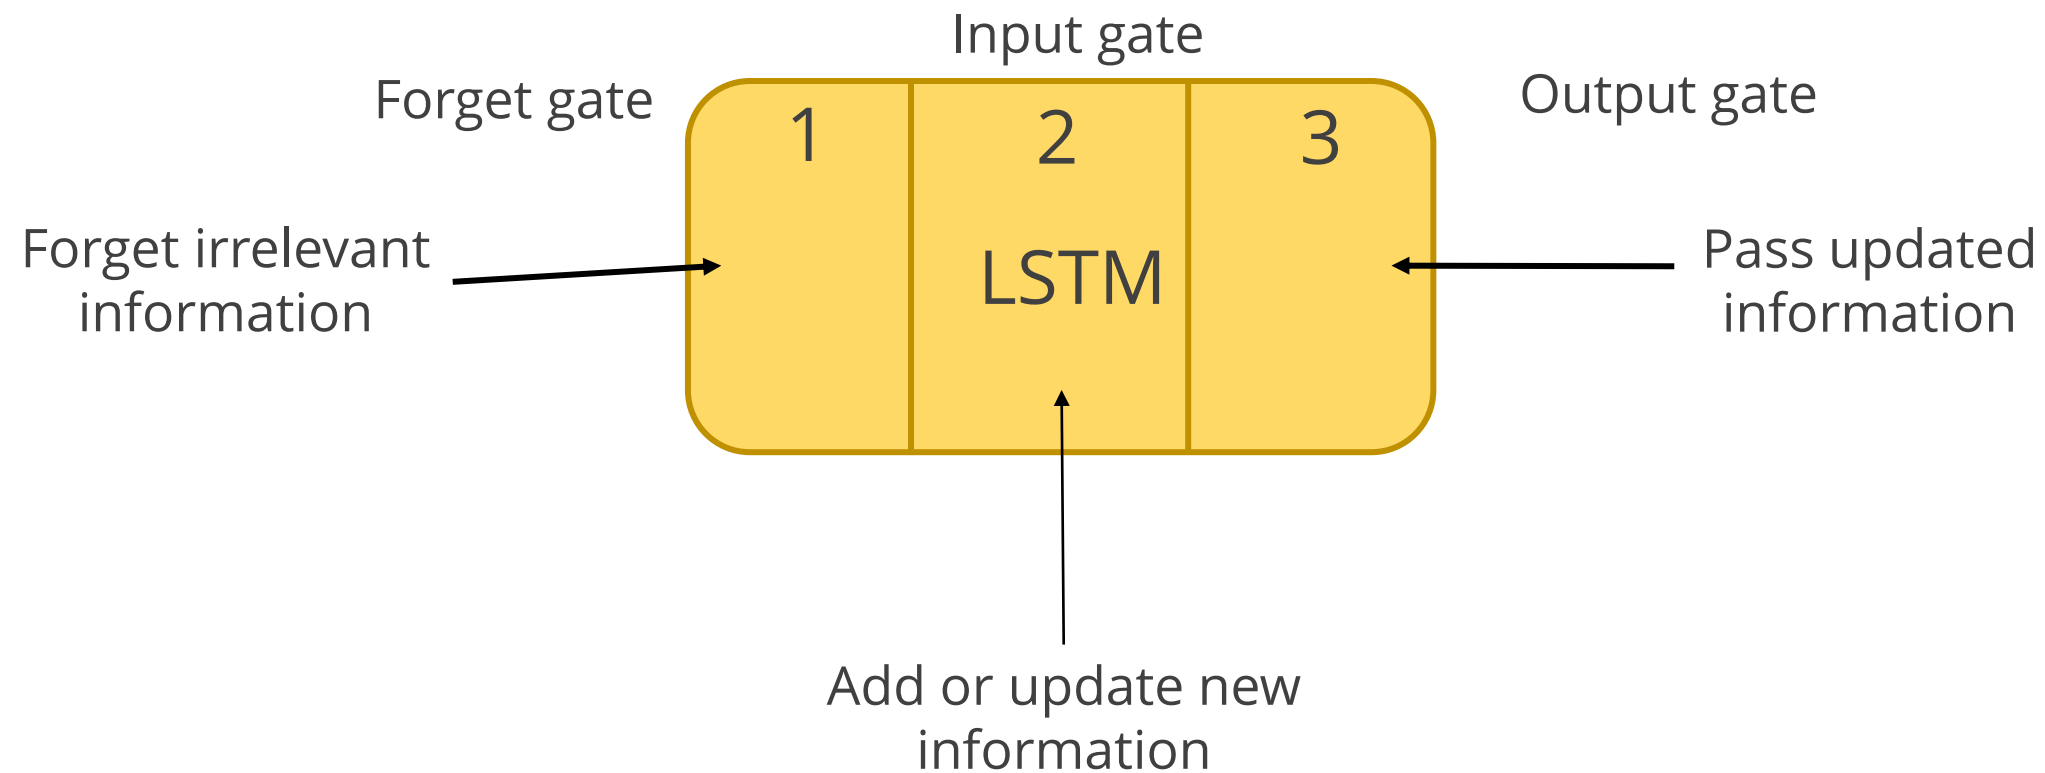 Input gate
Forget gate
Output gate
1
2
3
LSTM
Forget irrelevant
information
Pass updated
information
Add or update new
information